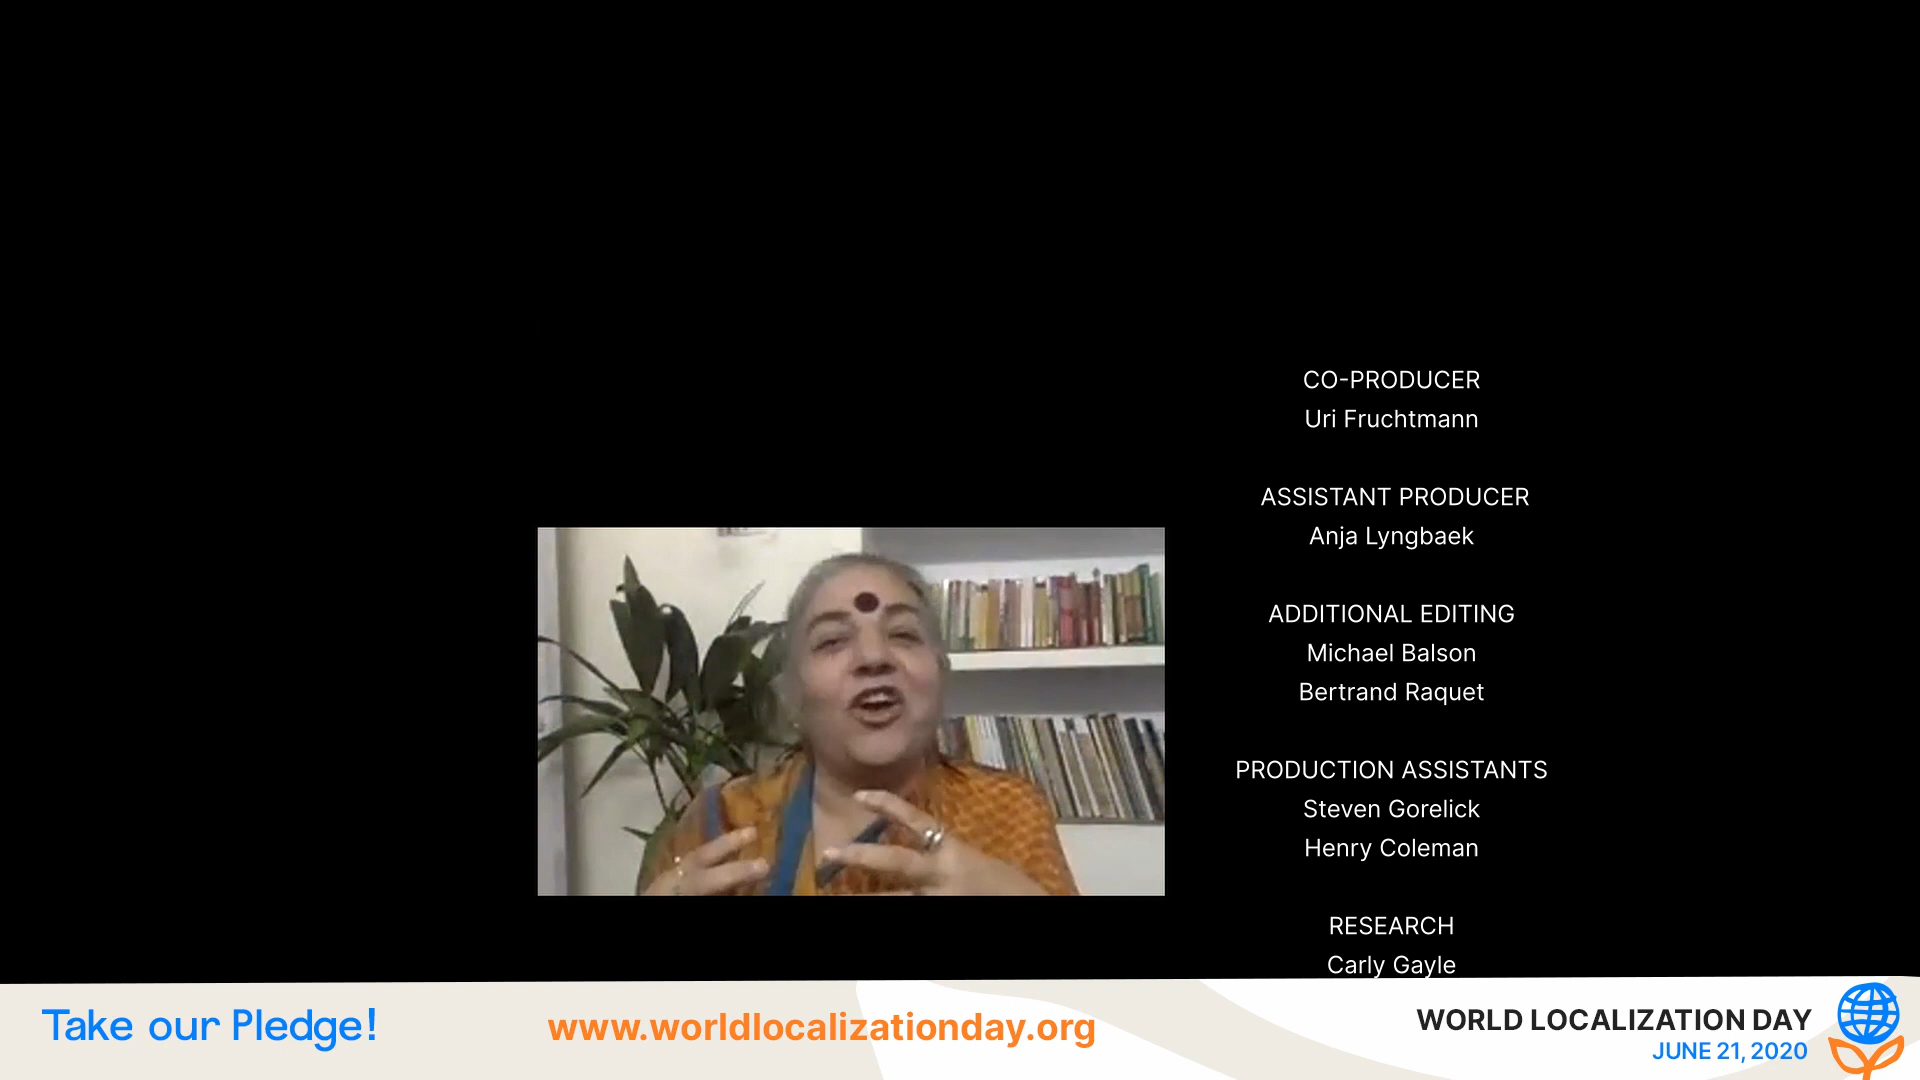 CO-PRODUCER
Uri Fruchtmann
ASSISTANT PRODUCER
Anja Lyngbaek
ADDITIONAL EDITING
Michael Balson
Bertrand Raquet
PRODUCTION ASSISTANTS
Steven Gorelick
Henry Coleman
RESEARCH
Carly Gayle
Take our Pledge!
www.worldlocalizationday.org
WORLD LOCALIZATION DAY
JUNE 21, 2020